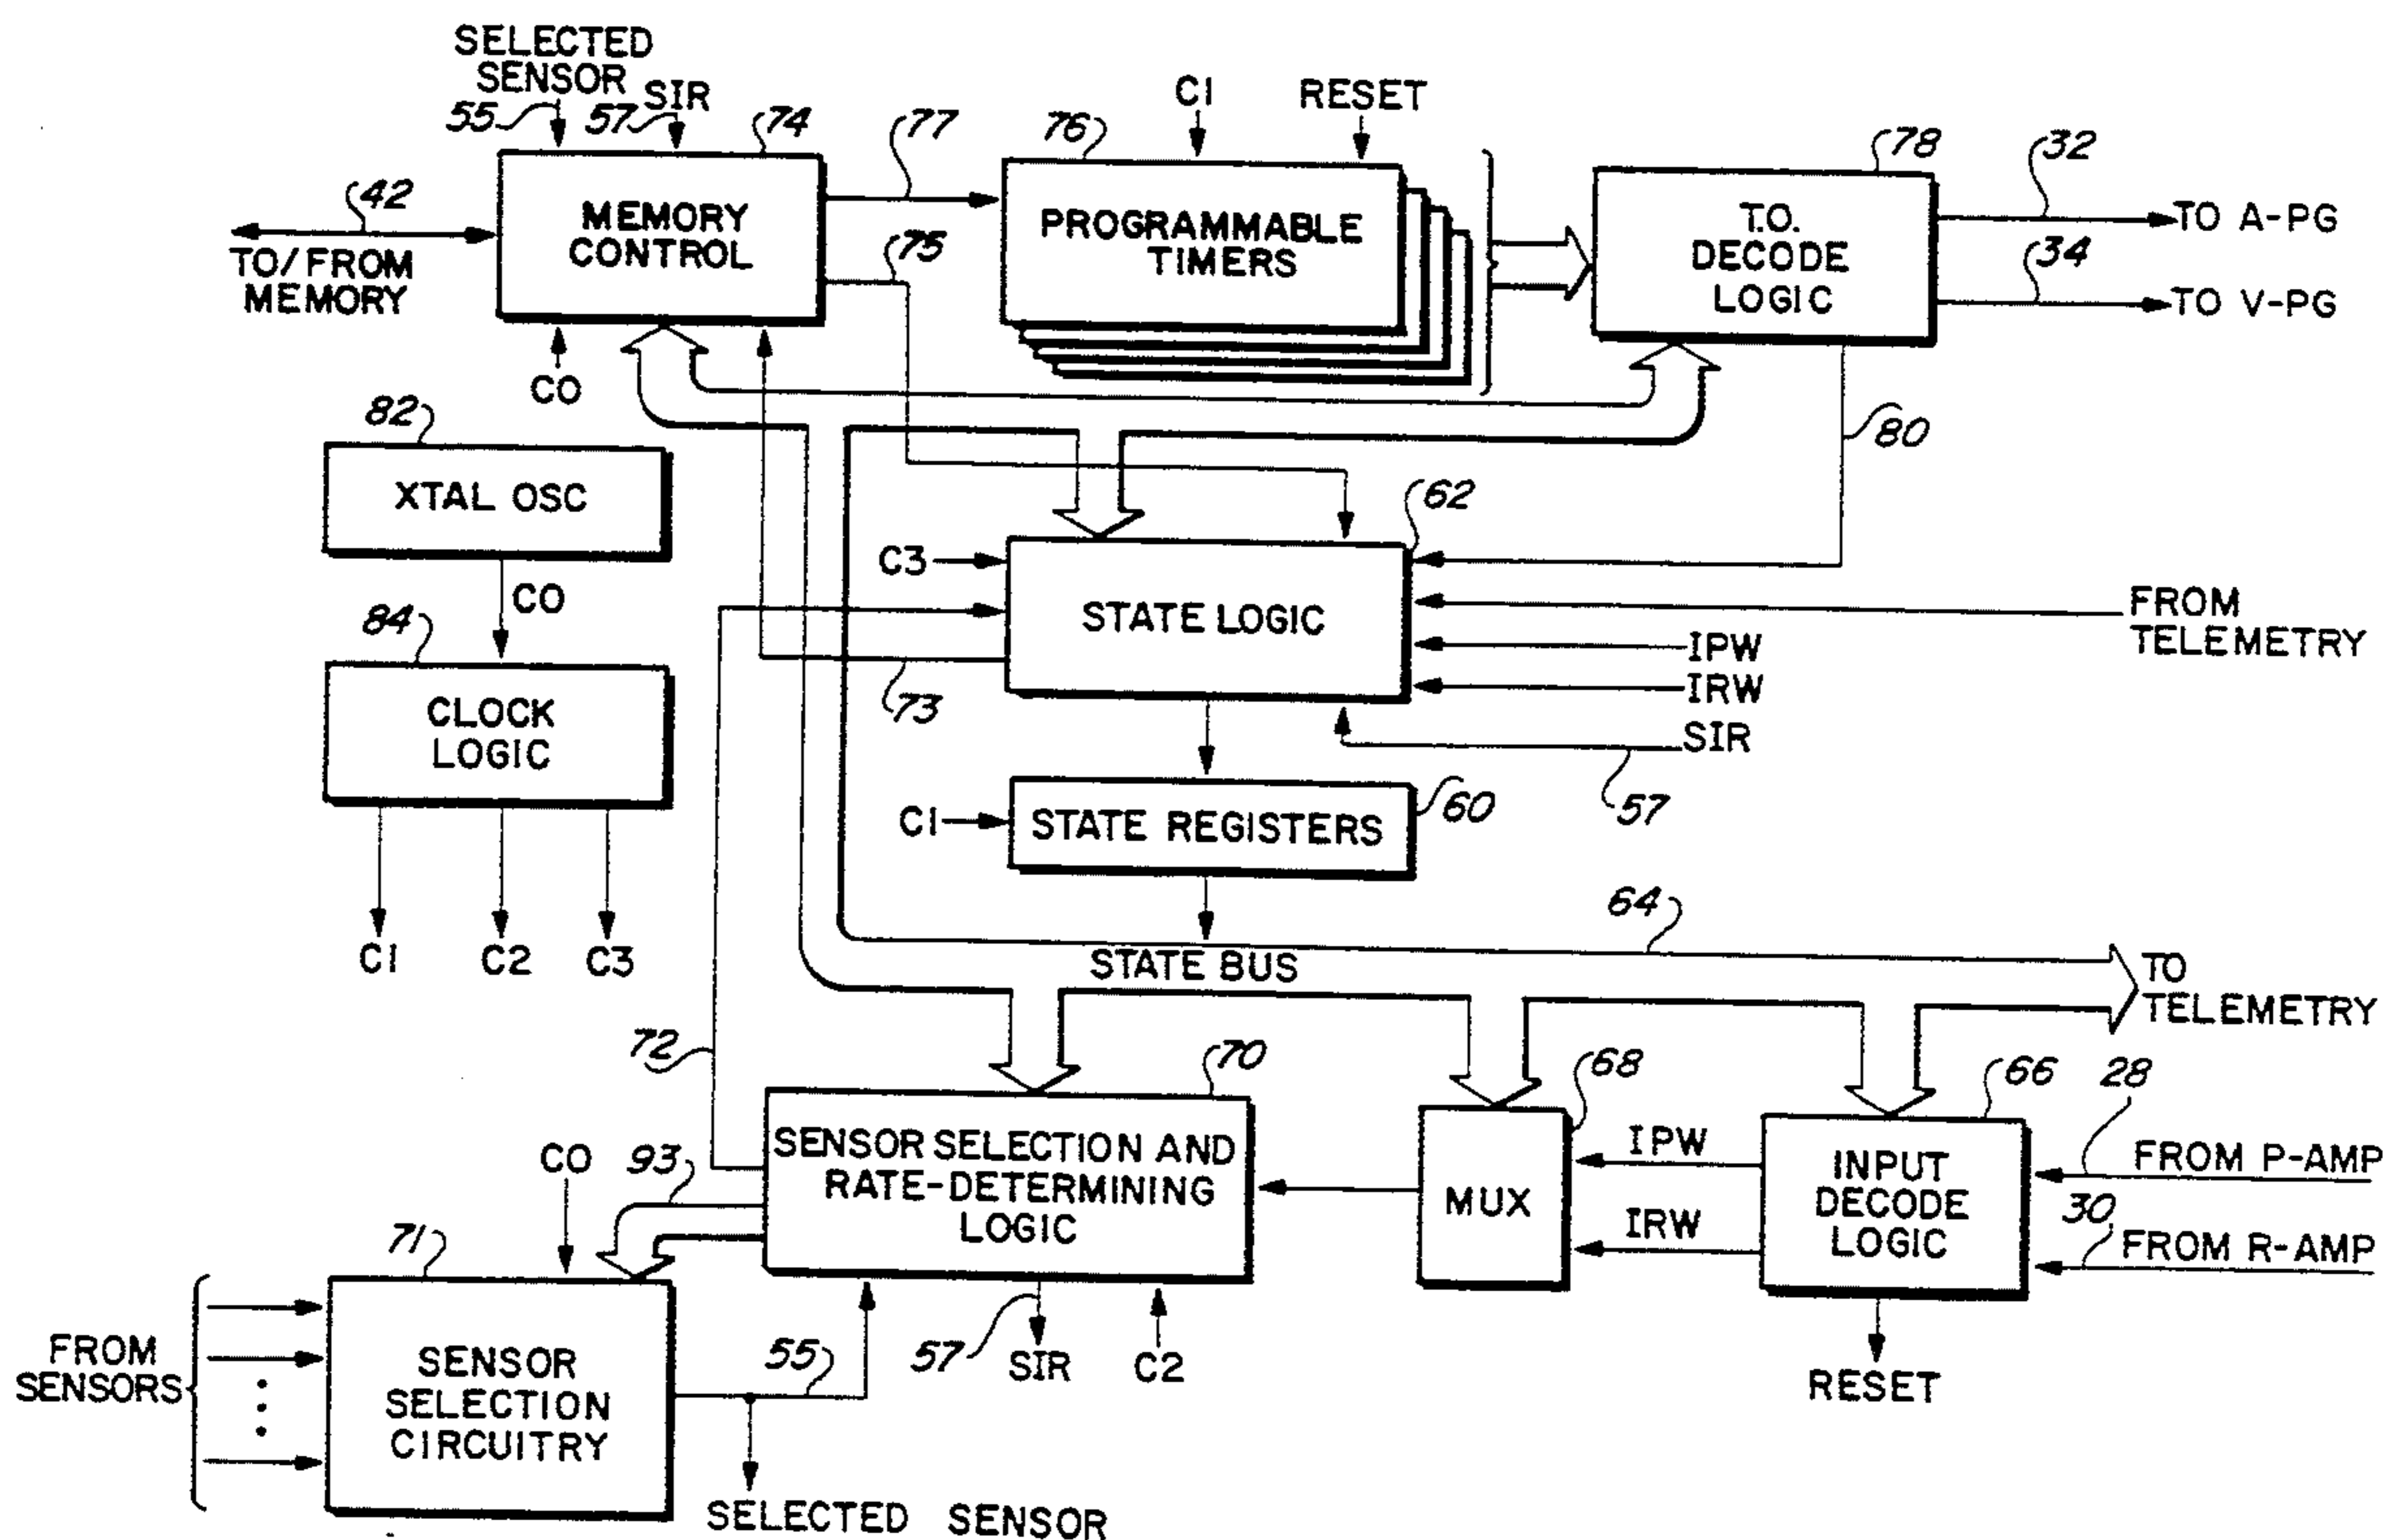 SELECTED
SENSOR
55
57
SIR
74
77
C1
RESET
76
78
32
42
MEMORY
CONTROL
PROGRAMMABLE
TIMERS
T.O.
DECODE
LOGIC
TO A-PG
75
34
TO/FROM
MEMORY
TO V-PG
CO
82
80
XTAL OSC
62
C3
CO
84
STATE LOGIC
FROM
TELEMETRY
IPW
IRW
CLOCK
LOGIC
73
SIR
C1
STATE REGISTERS
60
57
64
C1
C2
C3
STATE BUS
TO
TELEMETRY
72
70
68
66
28
CO
93
SENSOR SELECTION AND
RATE-DETERMINING
LOGIC
MUX
IPW
IRW
INPUT
DECODE
LOGIC
FROM P-AMP
30
FROM R-AMP
71
FROM
SENSORS
SENSOR
SELECTION
CIRCUITRY
55
57
SIR
C2
RESET
SELECTED SENSOR